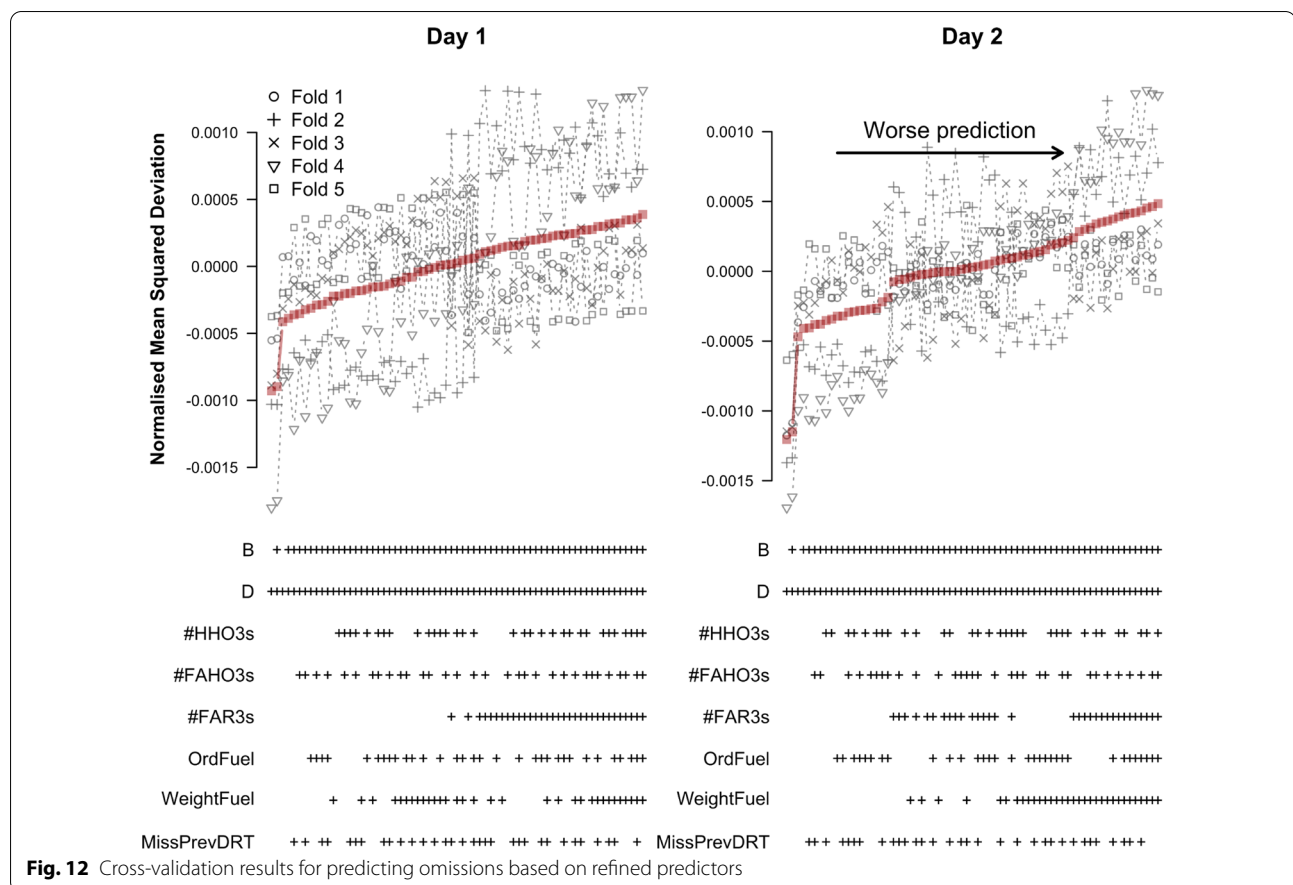 Day 1
Day 2
Normalised Mean Squared Deviation
Fold 1
Fold 2
Fold 3
Fold 4
Fold 5
0.0010
0.0005
0.0000
-0.0005
-0.0010
-0.0015
Worse prediction
0.0010
0.0005
0.0000
-0.0005
-0.0010
-0.0015
B
D
#HHO3s
#FAHO3s
#FAR3s
OrdFuel
WeightFuel
MissPrevDRT
B
D
#HHO3s
#FAHO3s
#FAR3s
OrdFuel
WeightFuel
MissPrevDRT
Fig. 12 Cross-validation results for predicting omissions based on refined predictors